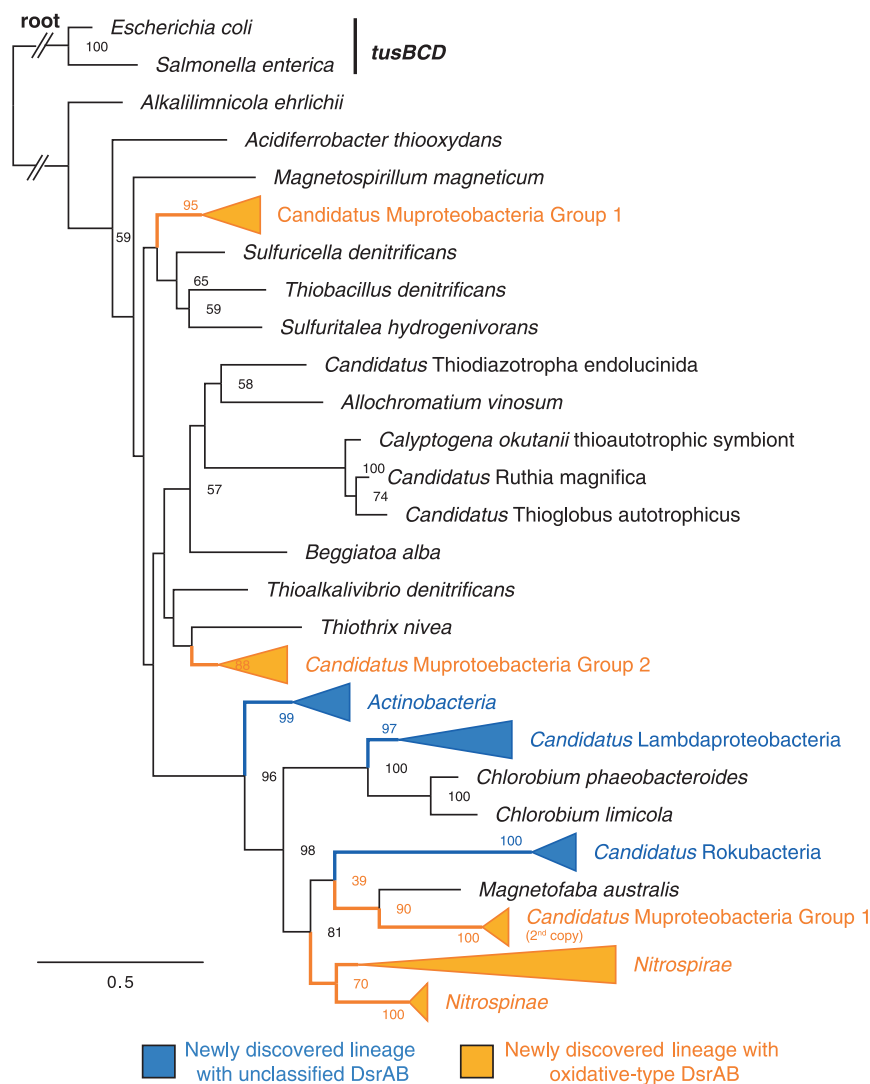 root
Escherichia coli
100
tusBCD
Salmonella enterica
Alkalilimnicola ehrlichii
Acidiferrobacter thiooxydans
Magnetospirillum magneticum
95
Candidatus Muproteobacteria Group 1
59
Sulfuricella denitrificans
65
Thiobacillus denitrificans
59
Sulfuritalea hydrogenivorans
Candidatus Thiodiazotropha endolucinida
58
Allochromatium vinosum
Calyptogena okutanii thioautotrophic symbiont
100
Candidatus Ruthia magnifica
57
74
Candidatus Thioglobus autotrophicus
Beggiatoa alba
Thioalkalivibrio denitrificans
Thiothrix nivea
88
Candidatus Muprotoebacteria Group 2
Actinobacteria
99
97
Candidatus Lambdaproteobacteria
96
100
Chlorobium phaeobacteroides
100
Chlorobium limicola
100
98
Candidatus Rokubacteria
39
Magnetofaba australis
90
Candidatus Muproteobacteria Group 1
81
100
(2nd copy)
Nitrospirae
0.5
70
100
Nitrospinae
Newly discovered lineage
with unclassified DsrAB
Newly discovered lineage with
oxidative-type DsrAB